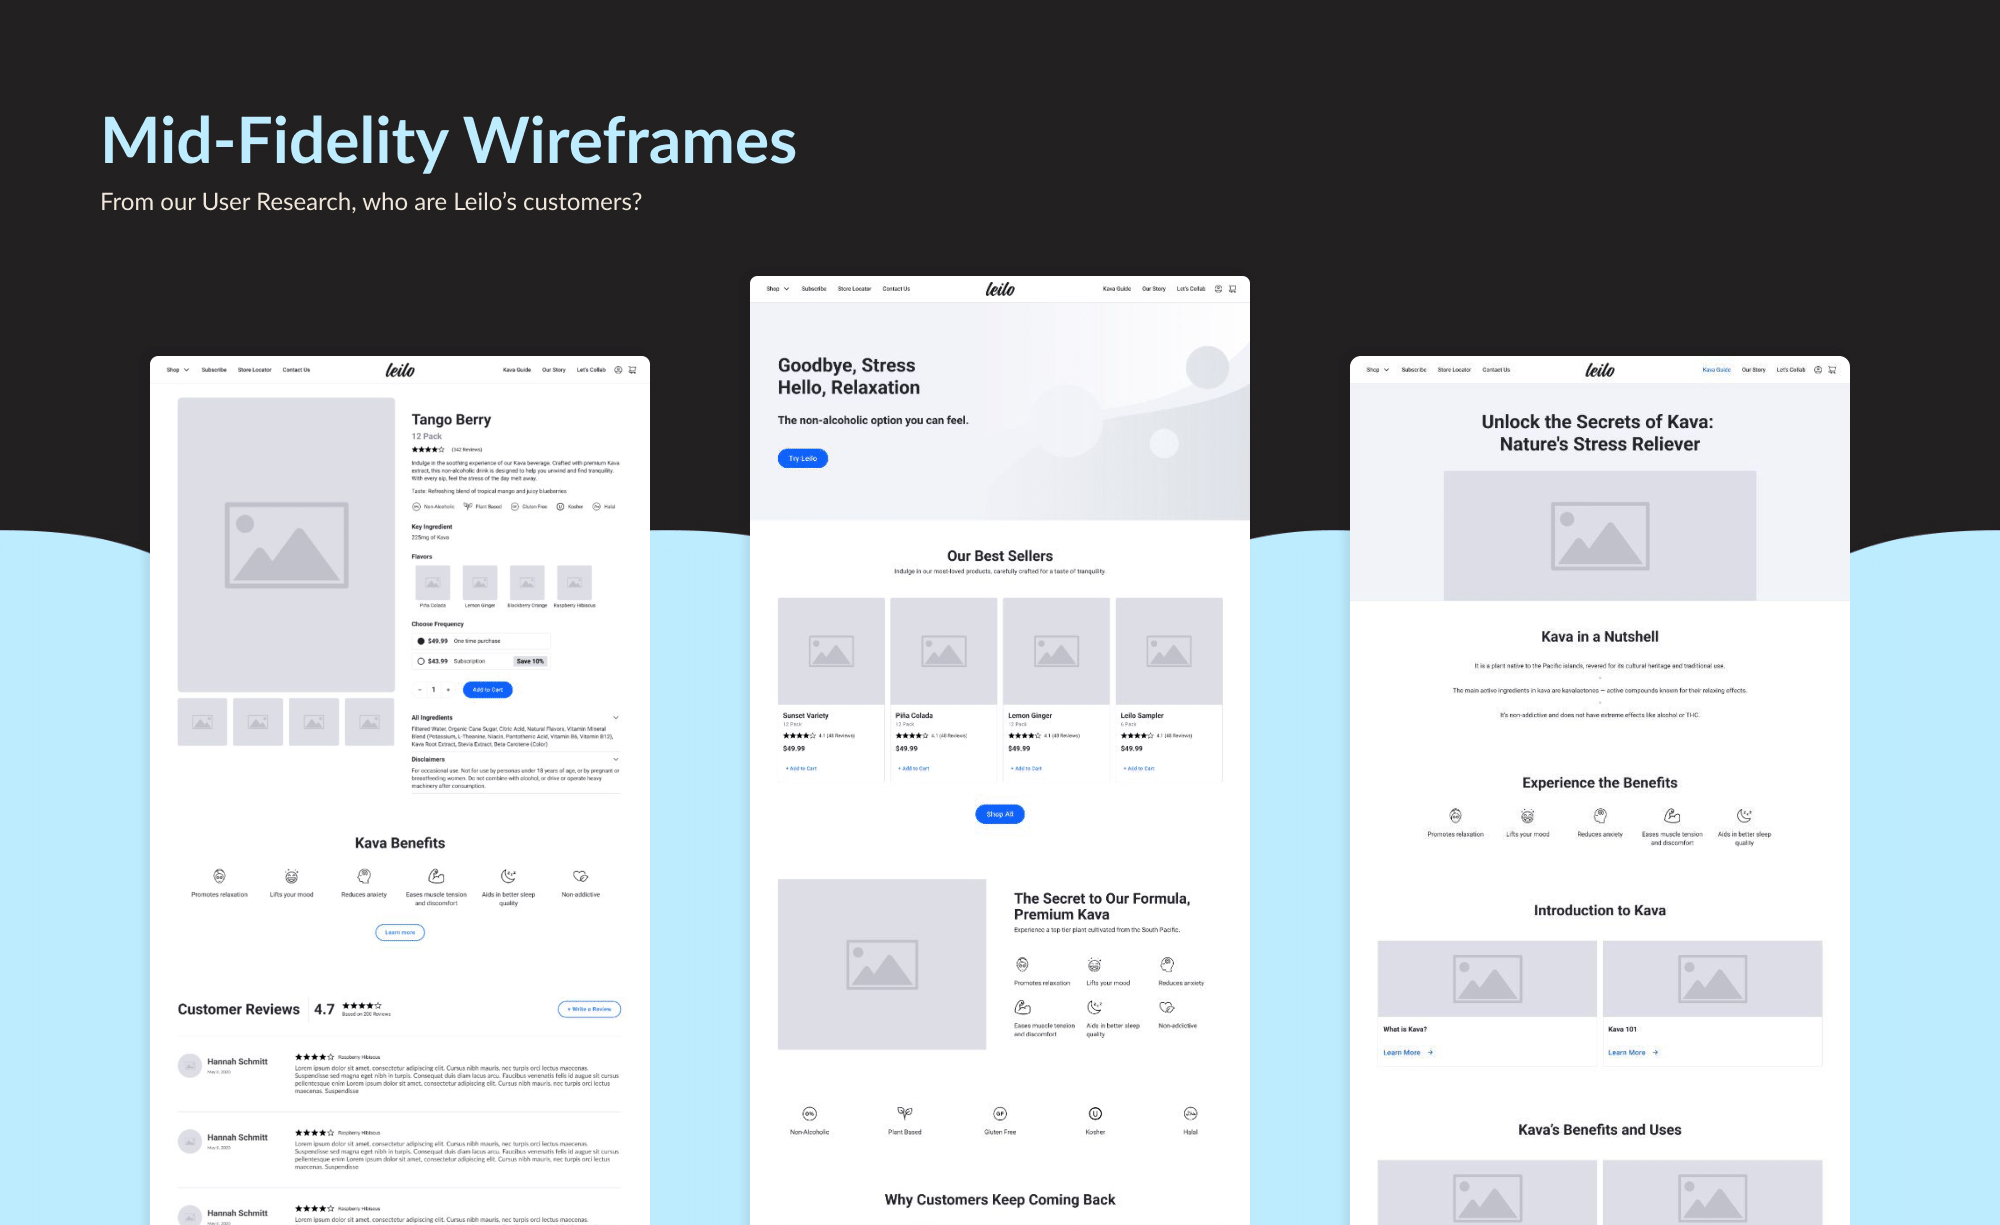 Mid-Fidelity Wireframes
From our User Research, who are Leilo's customers?
Shop Subscribe Store Locator Contact Us leilo Kava Guide Our Story Let's Collab
Tango Berry
12 Pack
(342 Reviews)
Indulge in the soothing experience of our Kava beverage. Crafted with premium Kava
extract, this non-alcoholic drink is designed to help you unwind and find tranquility.
With every sip, feel the stress of the day melt away.
Taste: Refreshing blend of tropical mango and juicy blueberries
0% Non-Alcoholic Plant Based GF Gluten Free U Kosher Halal
Key Ingredient
225mg of Kava
Flavors
Piña Colada Lemon Ginger Blackberry Orange Raspberry Hibiscus
Choose Frequency
$49.99 One time purchase
$43.99 Subscription Save 10%
- 1 + Add to Cart
All Ingredients
Filtered Water, Organic Cane Sugar, Citric Acid, Natural Flavors, Vitamin Mineral
Blend (Potassium, L-Theanine, Niacin, Pantothenic Acid, Vitamin B6, Vitamin B12),
Kava Root Extract, Stevia Extract, Beta Carotene (Color)
Disclaimers
For occasional use. Not for use by personas under 18 years of age, or by pregnant or
breastfeeding women. Do not combine with alcohol, or drive or operate heavy
machinery after consumption.
Kava Benefits
Promotes relaxation Lifts your mood Reduces anxiety Eases muscle tension and discomfort Aids in better sleep quality Non-addictive
Learn more
Customer Reviews 4.7
Based on 200 Reviews
+ Write a Review
Hannah Schmitt
May 8, 2020
Raspberry Hibiscus
Lorem ipsum dolor sit amet, consectetur adipiscing elit. Cursus nibh mauris, nec turpis orci lectus maecenas.
Suspendisse sed magna eget nibh in turpis. Consequat duis diam lacus arcu. Faucibus venenatis felis id augue sit cursus
pellentesque enim Lorem ipsum dolor sit amet, consectetur adipiscing elit. Cursus nibh mauris, nec turpis orci lectus
maecenas. Suspendisse
Hannah Schmitt
May 8, 2020
Raspberry Hibiscus
Lorem ipsum dolor sit amet, consectetur adipiscing elit. Cursus nibh mauris, nec turpis orci lectus maecenas.
Suspendisse sed magna eget nibh in turpis. Consequat duis diam lacus arcu. Faucibus venenatis felis id augue sit cursus
pellentesque enim Lorem ipsum dolor sit amet, consectetur adipiscing elit. Cursus nibh mauris, nec turpis orci lectus
maecenas. Suspendisse
Hannah Schmitt
May 8, 2020
Raspberry Hibiscus
Lorem ipsum dolor sit amet, consectetur adipiscing elit. Cursus nibh mauris, nec turpis orci lectus maecenas.
Shop Subscribe Store Locator Contact Us leilo Kava Guide Our Story Let's Collab
Goodbye, Stress
Hello, Relaxation
The non-alcoholic option you can feel.
Try Leilo
Our Best Sellers
Indulge in our most-loved products, carefully crafted for a taste of tranquility
Sunset Variety
12 Pack
4.1 (48 Reviews)
$49.99
+ Add to Cart
Piña Colada
12 Pack
4.1 (48 Reviews)
$49.99
+ Add to Cart
Lemon Ginger
12 Pack
4.1 (48 Reviews)
$49.99
+ Add to Cart
Leilo Sampler
6 Pack
4.1 (48 Reviews)
$49.99
+ Add to Cart
Shop All
The Secret to Our Formula,
Premium Kava
Experience a top tier plant cultivated from the South Pacific.
Promotes relaxation Lifts your mood Reduces anxiety
Eases muscle tension and discomfort Aids in better sleep quality Non-addictive
0% GF U
Non-Alcoholic Plant Based Gluten Free Kosher Halal
Why Customers Keep Coming Back
Shop Subscribe Store Locator Contact Us leilo Kava Guide Our Story Let's Collab
Unlock the Secrets of Kava:
Nature's Stress Reliever
Kava in a Nutshell
It is a plant native to the Pacific islands, revered for its cultural heritage and traditional use.
The main active ingredients in kava are kavalactones — active compounds known for their relaxing effects.
It's non-addictive and does not have extreme effects like alcohol or THC.
Experience the Benefits
Promotes relaxation Lifts your mood Reduces anxiety Eases muscle tension and discomfort Aids in better sleep quality
Introduction to Kava
What is Kava?
Learn More →
Kava 101
Learn More →
Kava's Benefits and Uses